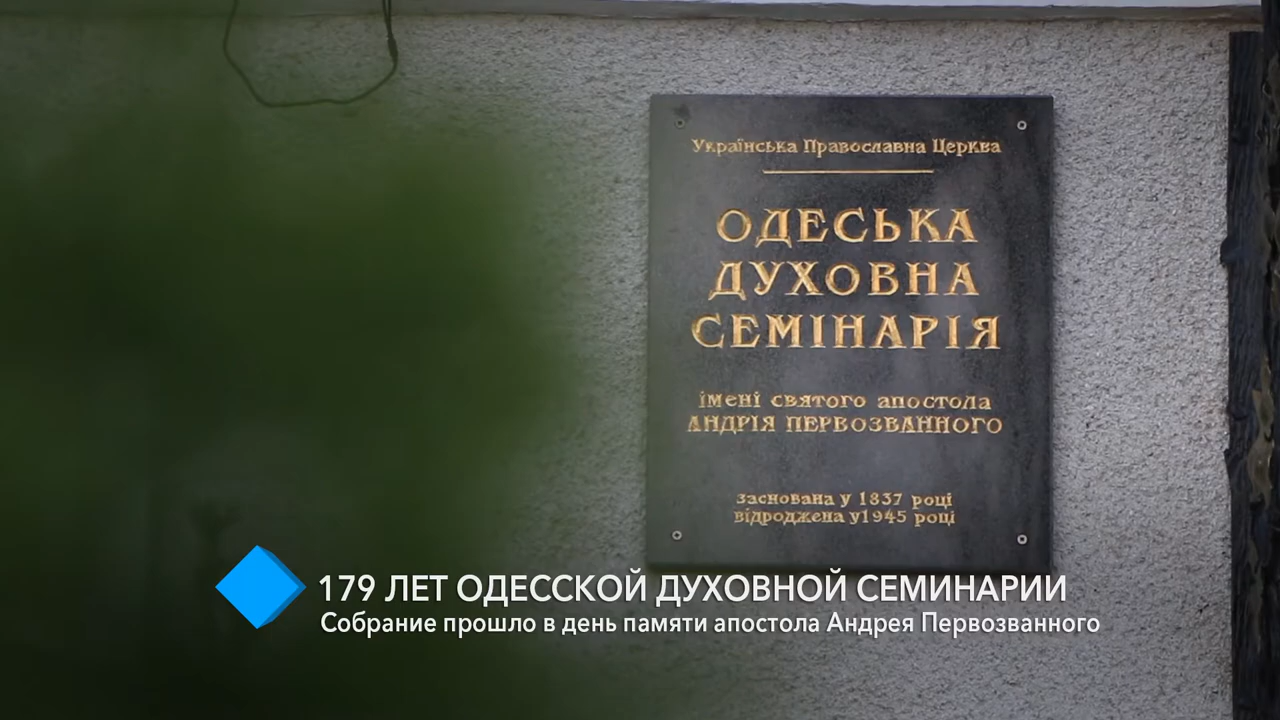 Українська Православна Церква
ОДЕСЬКА
ДУХОВНА
СЕМІНАРІЯ
імені святого апостола
АНДРІЯ ПЕРВОЗВАННОГО
заснована у 1837 році
відроджена у1945 році
179 ЛЕТ ОДЕССКОЙ ДУХОВНОЙ СЕМИНАРИИ
Собрание прошло в день памяти апостола Андрея Первозванного